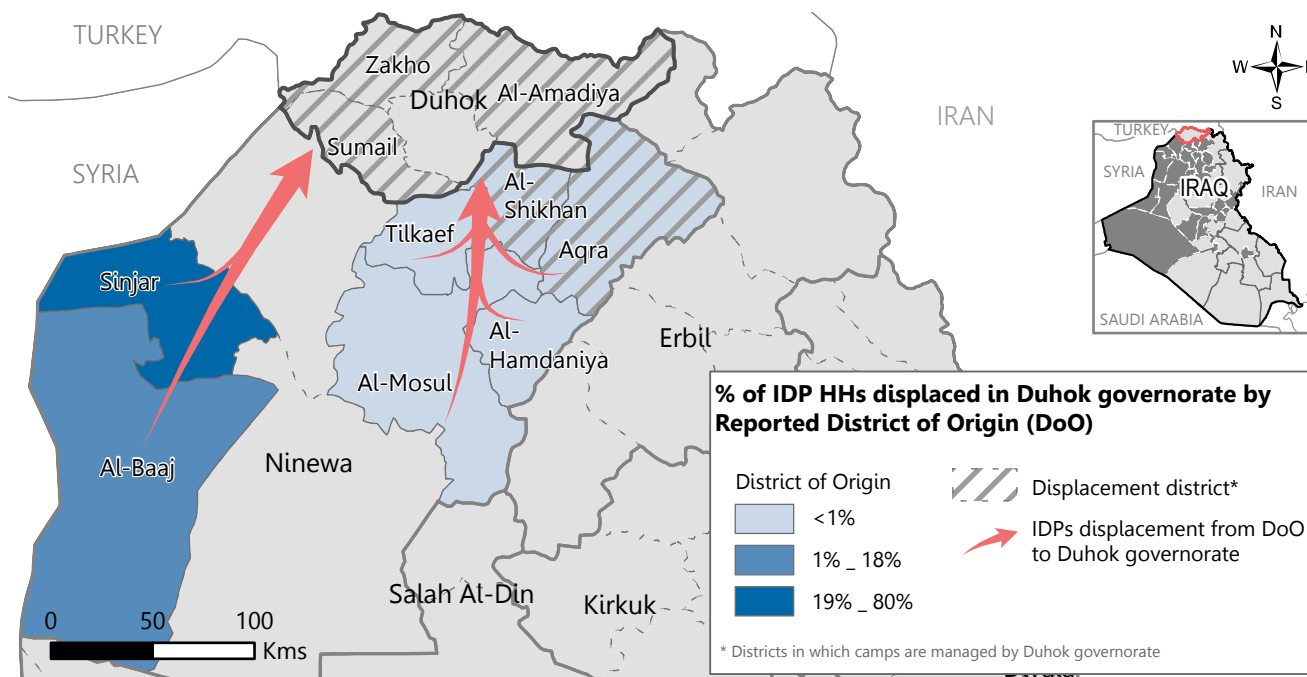 TURKEY
Zakho
Duhok
Al-Amadiya
Sumail
SYRIA
IRAN
N
W
S
Al-
Shikhan
Tilkaef
Aqra
Sinjar
Al-
Hamdaniya
Erbil
Al-Mosul
Al-Baaj
Ninewa
Salah Al-Din
Kirkuk
0 50 100
Kms
TURKEY
SYRIA
IRAQ
IRAN
SAUDI ARABIA
% of IDP HHs displaced in Duhok governorate by
Reported District of Origin (DoO)
District of Origin
<1%
1% _ 18%
19% _ 80%
Displacement district*
IDPs displacement from DoO
to Duhok governorate
* Districts in which camps are managed by Duhok governorate